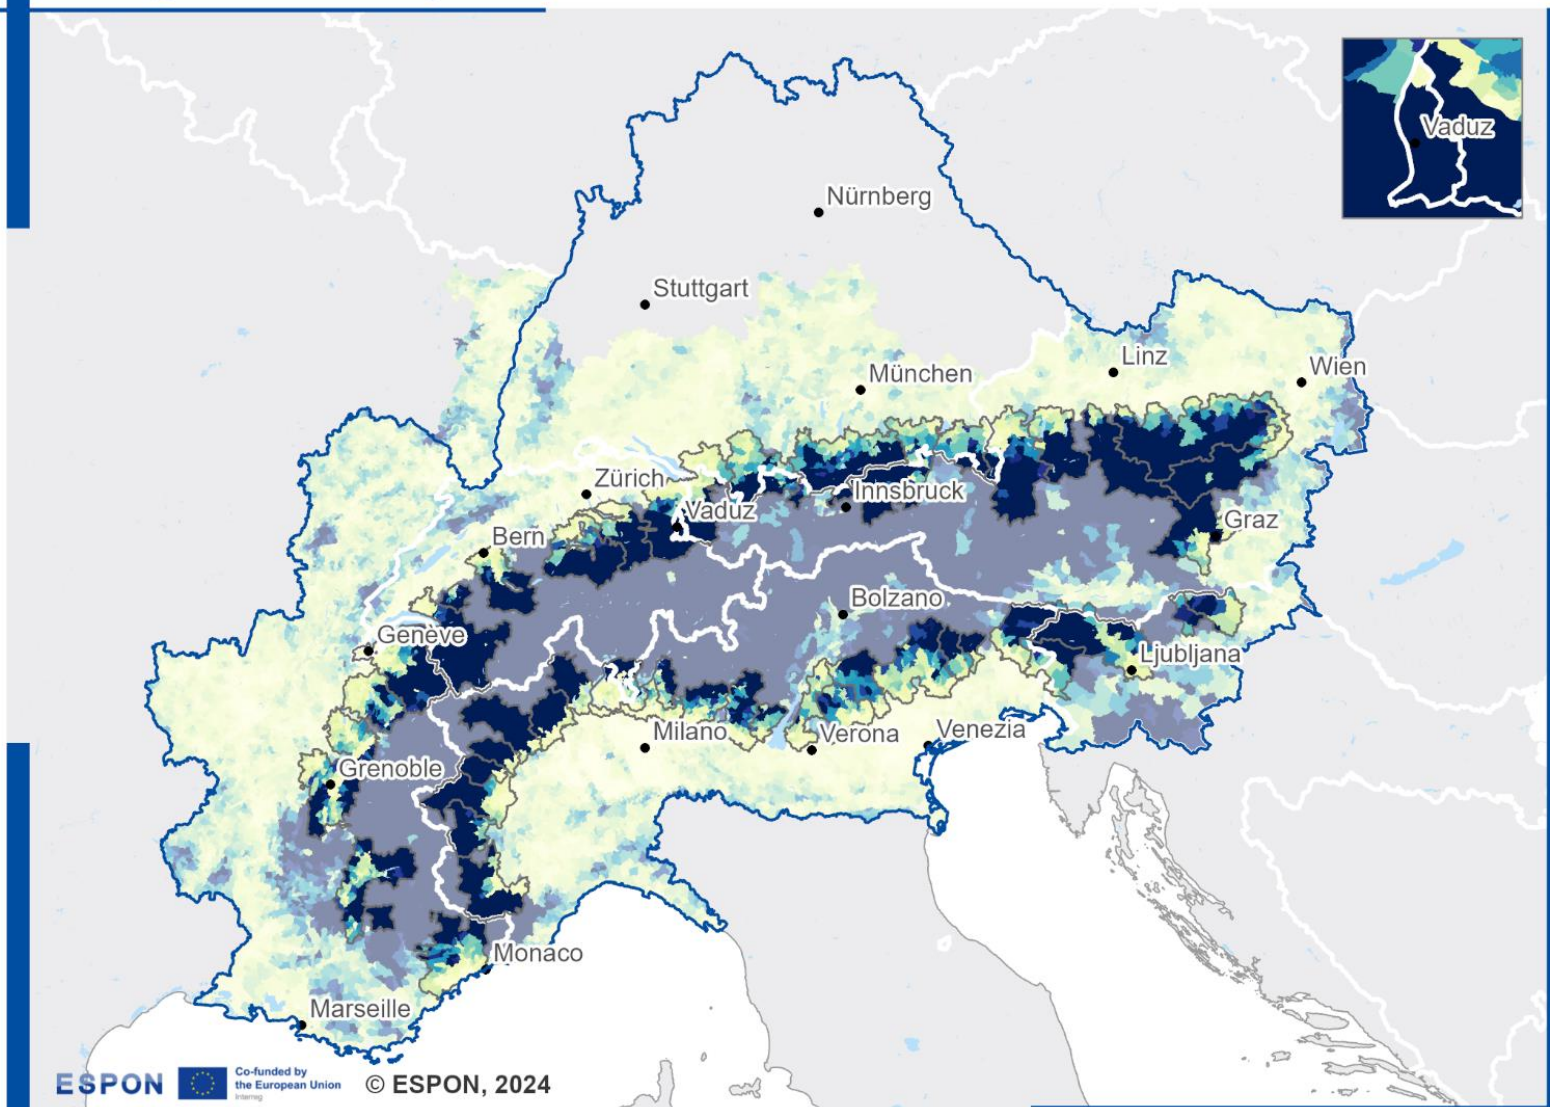 Vaduz
Nürnberg
Stuttgart
Linz
Wien
München
Zürich
Innsbruck
Vaduz
Graz
Bern
Bolzano
Genève
Ljubljana
Milano
Verona
Venezia
Grenoble
Monaco
Marseille
ESPON
Co-funded by
the European Union
Interreg
© ESPON, 2024